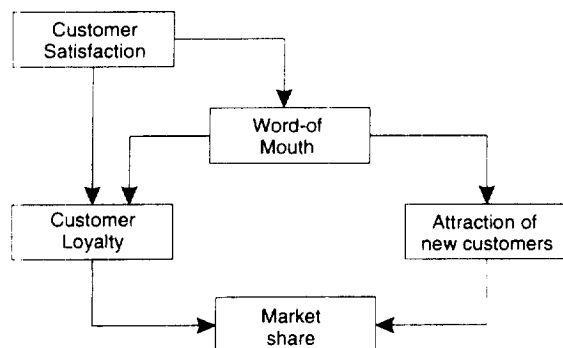 Customer
Satisfaction
Word-of
Mouth
Customer
Loyalty
Attraction of
new customers
Market
share